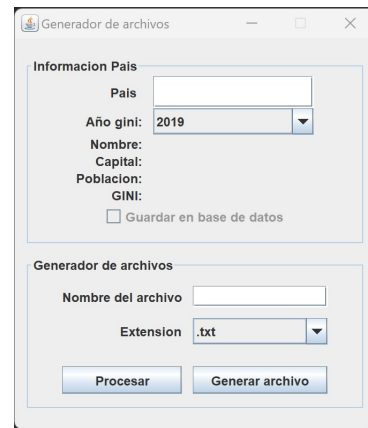 Generador de archivos
Informacion Pais
Pais
Año gini: 2019
Nombre:
Capital:
Poblacion:
GINI:
Guardar en base de datos
Generador de archivos
Nombre del archivo
Extension .txt
Procesar Generar archivo